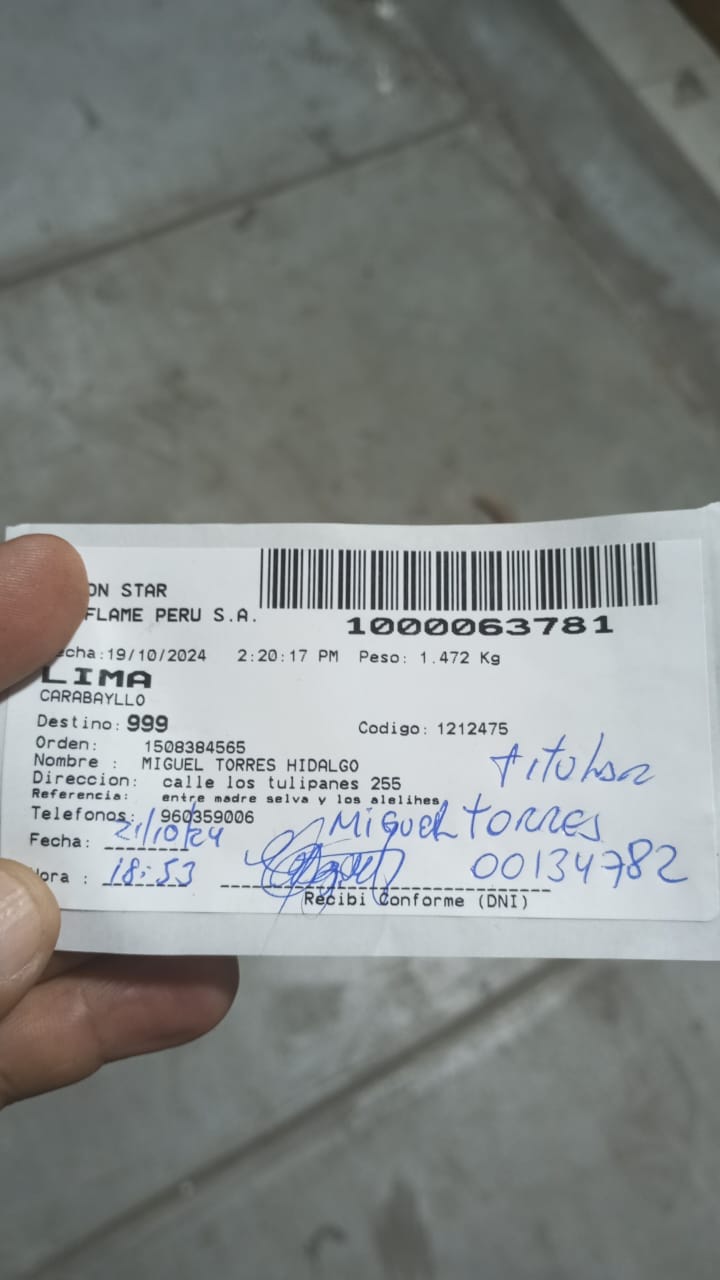 ON STAR
FLAME PERU S.A.
1000063781
echa:19/10/2024 2:20:17 PM Peso: 1.472 Kg
LIMA
CARABAYLLO
Destino: 999 Codigo: 1212475
Orden: 1508384565
Nombre : MIGUEL TORRES HIDALGO
titular
Direccion: calle los tulipanes 255
Referencia: entre madre selva y los alelihes
Telefonos: 960359006
Miguel TORRES
Fecha: 21/10/24
00134782
Hora : 18:53
Recibi Conforme (DNI)